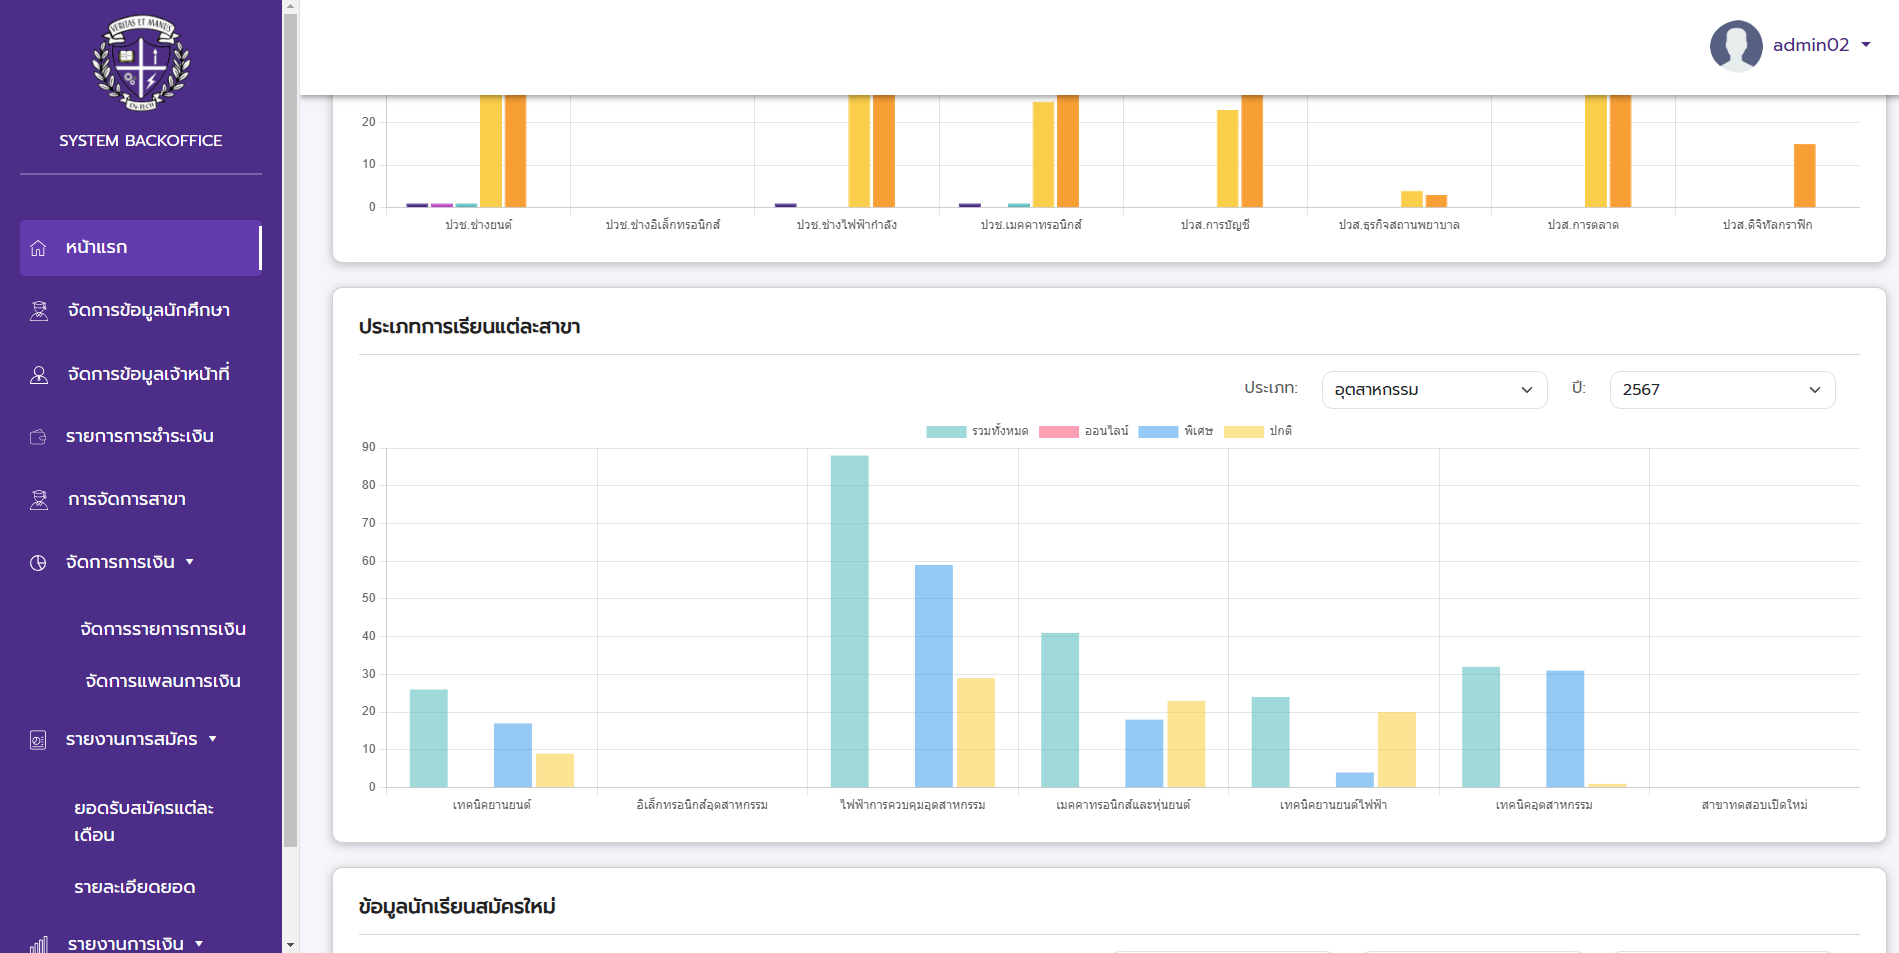 VERITAS ET MANUS
EN-TECH
SYSTEM BACKOFFICE
หน้าแรก
จัดการข้อมูลนักศึกษา
จัดการข้อมูลเจ้าหน้าที่
รายการการชำระเงิน
การจัดการสาขา
จัดการการเงิน
จัดการรายการการเงิน
จัดการแพลนการเงิน
รายงานการสมัคร
ยอดรับสมัครแต่ละ
เดือน
รายละเอียดยอด
รายงานการเงิน
admin02
20
10
0
ปวช.ช่างยนต์ ปวช.ช่างอิเล็กทรอนิกส์ ปวช.ช่างไฟฟ้ากำลัง ปวช.เมคคาทรอนิกส์ ปวส.การบัญชี ปวส.ธุรกิจสถานพยาบาล ปวส.การตลาด ปวส.ดิจิทัลกราฟิก
ประเภทการเรียนแต่ละสาขา
ประเภท: อุตสาหกรรม ปี: 2567
รวมทั้งหมด ออนไลน์ พิเศษ ปกติ
90
80
70
60
50
40
30
20
10
0
เทคนิคยานยนต์ อิเล็กทรอนิกส์อุตสาหกรรม ไฟฟ้าการควบคุมอุตสาหกรรม เมคคาทรอนิกส์และหุ่นยนต์ เทคนิคยานยนต์ไฟฟ้า เทคนิคอุตสาหกรรม สาขาทดสอบเปิดใหม่
ข้อมูลนักเรียนสมัครใหม่